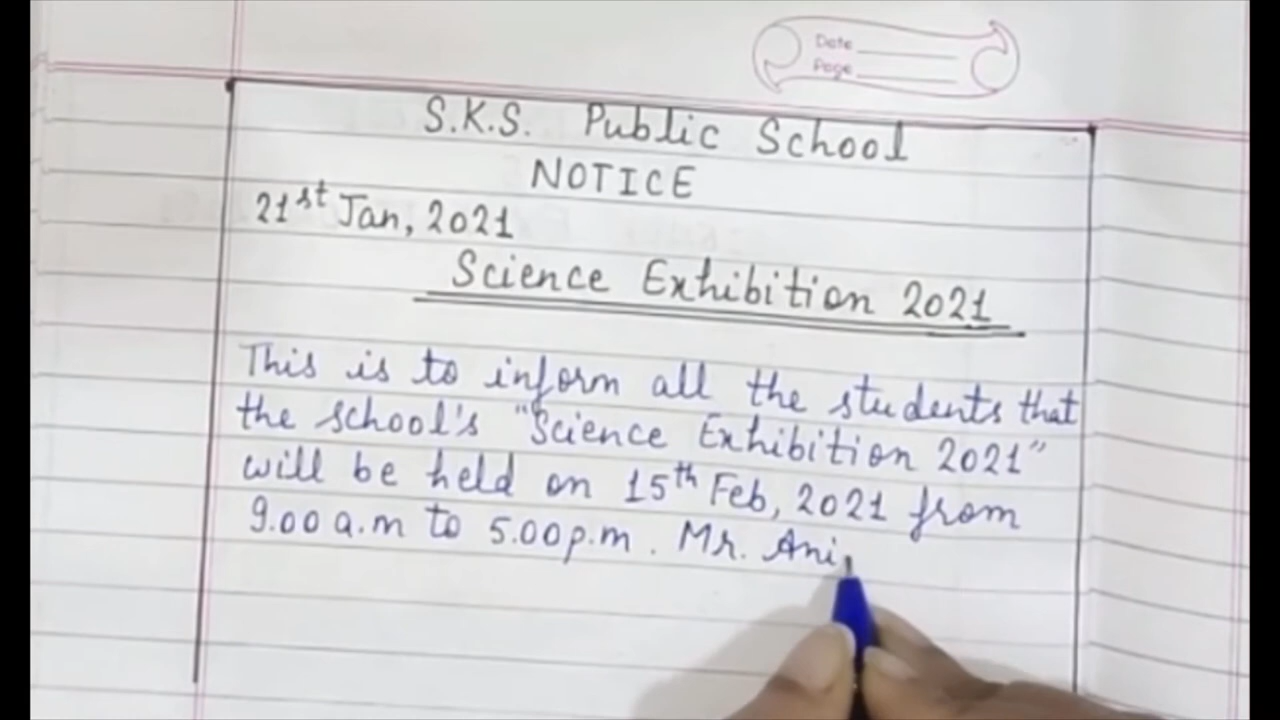 Date
Page
S.K.S. Public School
NOTICE
21st Jan, 2021
Science Exhibition 2021
This is to inform all the students that
the school's "Science Exhibition 2021"
will be held on 15th Feb, 2021 from
9.00 a.m to 5.00 p.m. Mr. Ani